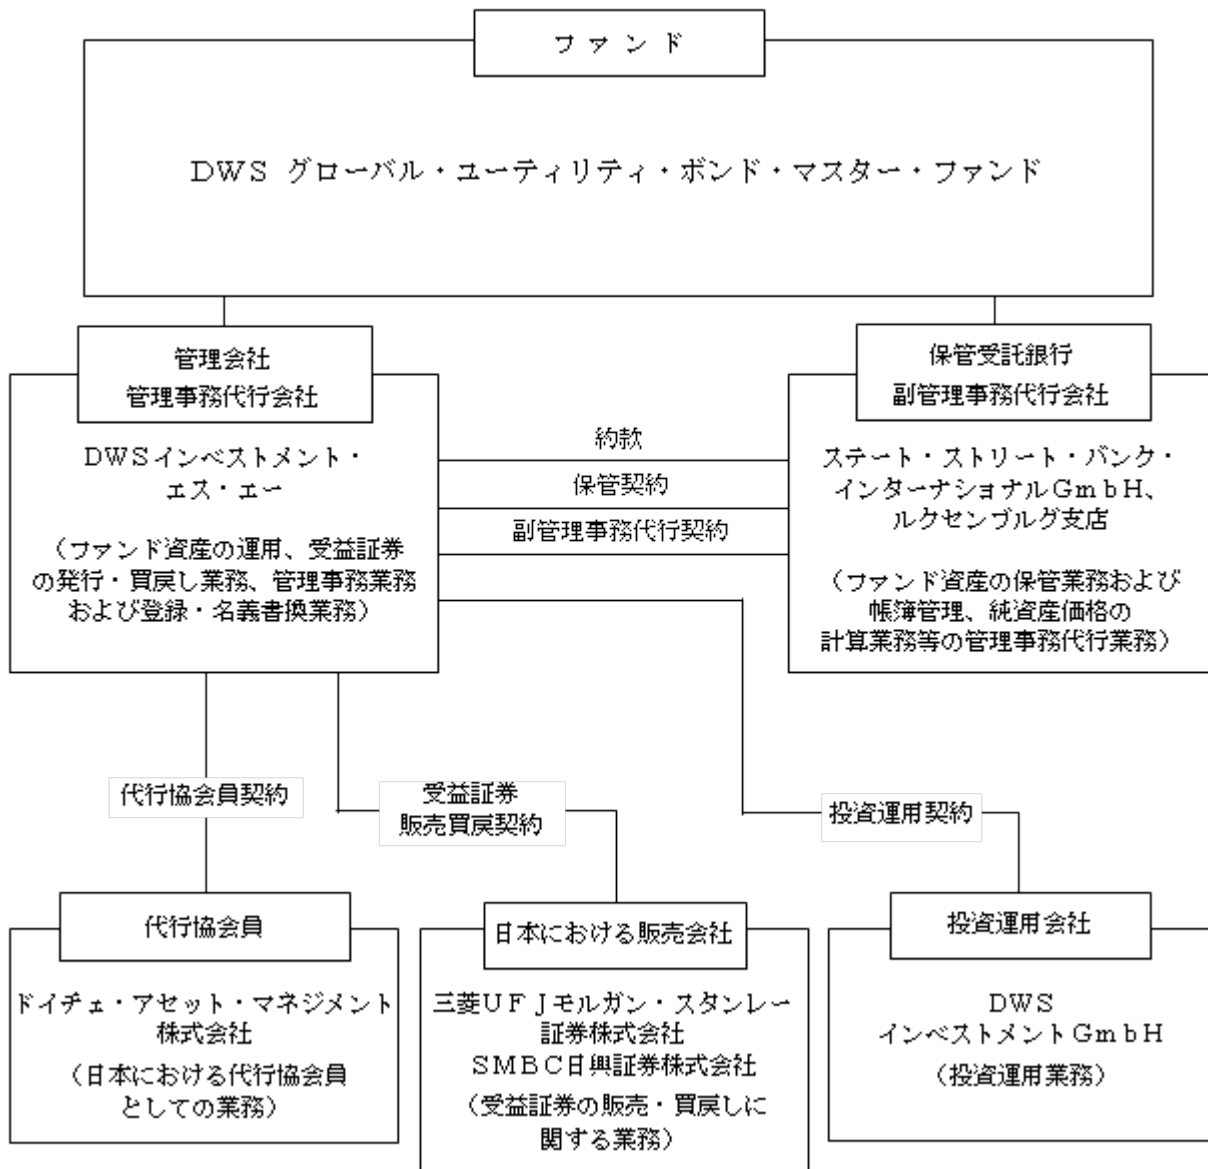 ファンド
DWS グローバル・ユーティリティ・ボンド・マスター・ファンド
管理会社
管理事務代行会社
DWSインベストメント・
エス・エー
（ファンド資産の運用、受益証券
の発行・買戻し業務、管理事務業務
および登録・名義書換業務）
約款
保管契約
副管理事務代行契約
保管受託銀行
副管理事務代行会社
ステート・ストリート・バンク・
インターナショナルGmbH、
ルクセンブルグ支店
（ファンド資産の保管業務および
帳簿管理、純資産価格の
計算業務等の管理事務代行業務）
代行協会員契約
受益証券
販売買戻契約
投資運用契約
代行協会員
ドイチェ・アセット・マネジメント
株式会社
（日本における代行協会員
としての業務）
日本における販売会社
三菱UFJモルガン・スタンレー
証券株式会社
SMBC日興証券株式会社
（受益証券の販売・買戻しに
関する業務）
投資運用会社
DWS
インベストメントGmbH
（投資運用業務）